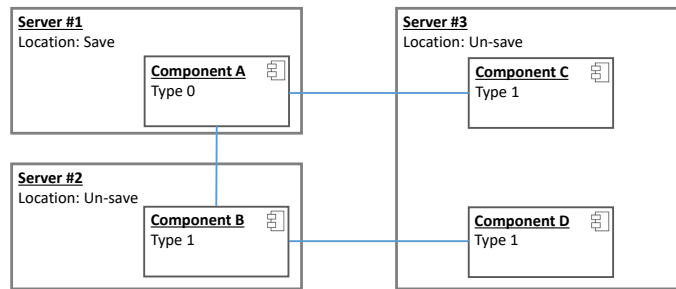 Server #1
Location: Save
Component A
Type 0
Server #2
Location: Un-save
Component B
Type 1
Server #3
Location: Un-save
Component C
Type 1
Component D
Type 1